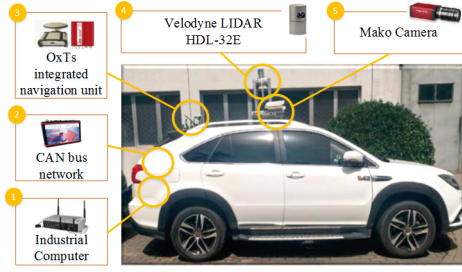 3
OxTs
integrated
navigation unit
4
Velodyne LIDAR
HDL-32E
5
Mako Camera
2
CAN bus
network
1
Industrial
Computer